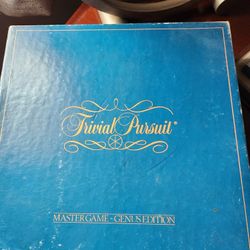 Trivial Pursuit®
MASTER GAME - GENUS EDITION